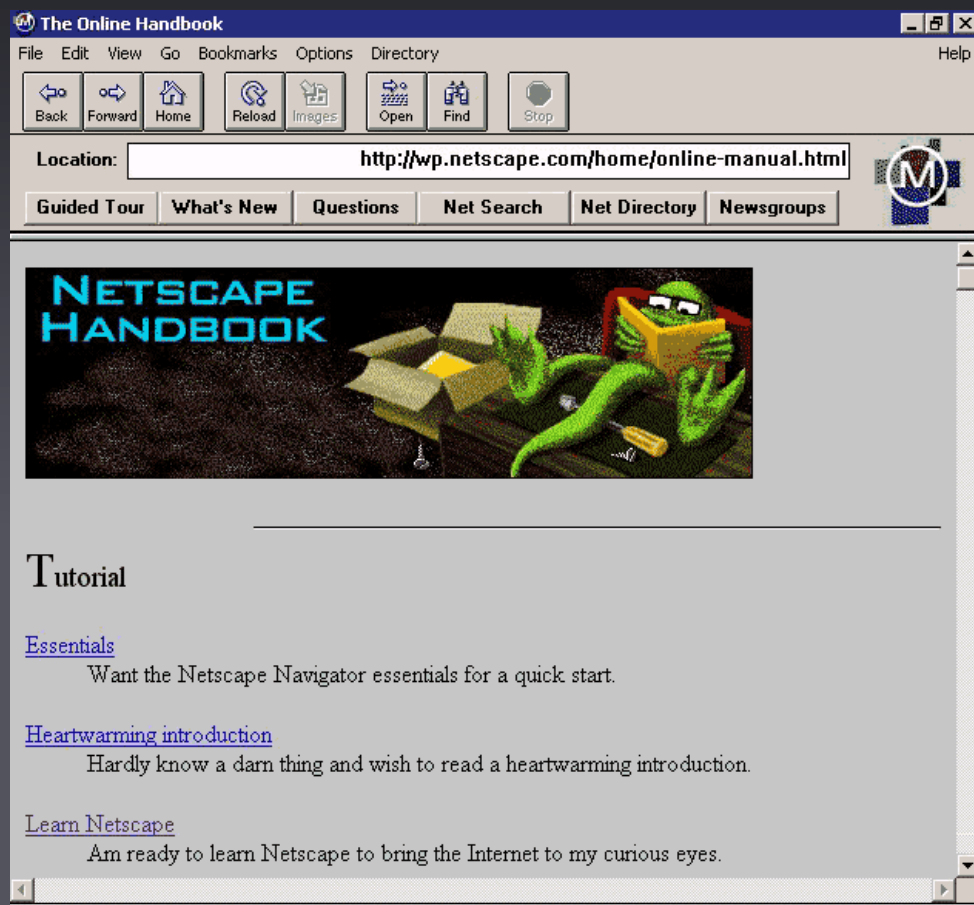 The Online Handbook
File Edit View Go Bookmarks Options Directory Help
Back Forward Home Reload Images Open Find Stop
Location: http://wp.netscape.com/home/online-manual.html
M
Guided Tour What's New Questions Net Search Net Directory Newsgroups
NETSCAPE
HANDBOOK
Tutorial
Essentials
Want the Netscape Navigator essentials for a quick start.
Heartwarming introduction
Hardly know a darn thing and wish to read a heartwarming introduction.
Learn Netscape
Am ready to learn Netscape to bring the Internet to my curious eyes.